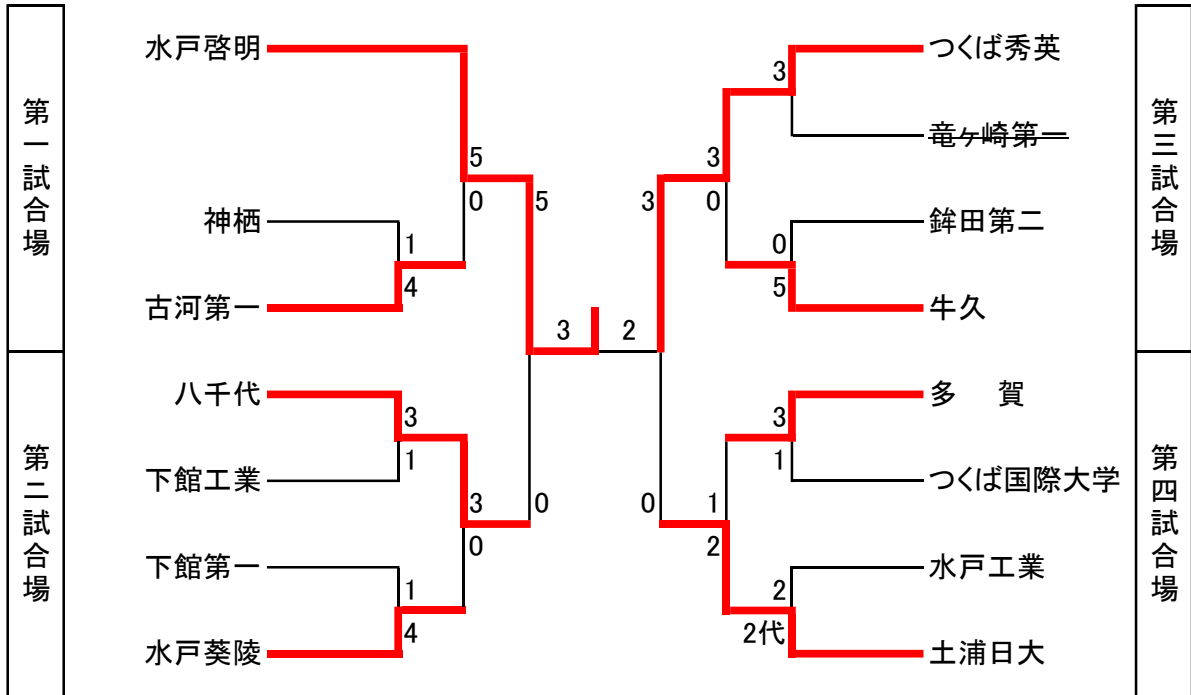 第一試合場
第二試合場
水戸啓明
神栖
古河第一
八千代
下館工業
下館第一
水戸葵陵
5
0
1
4
3
1
3
0
1
4
5
0
3
2
3
0
3
0
1
2
3
0
5
3
1
2
2代
つくば秀英
竜ヶ崎第一
鉾田第二
牛久
多 賀
つくば国際大学
水戸工業
土浦日大
第三試合場
第四試合場